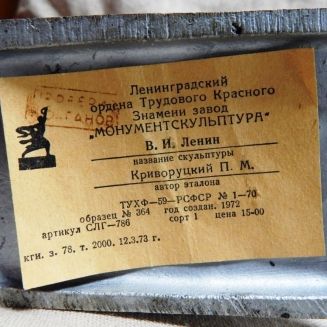 Ленинградский
ордена Трудового Красного
Знамени завод
„МОНУМЕНТСКУЛЬПТУРА“
В. И. Ленин
название скульптуры
Криворуцкий П. М.
автор эталона
ТУХФ—59—РСФСР № 1—70
образец № 364 год создан. 1972
артикул СЛГ—786 сорт 1 цена 15-00
кги. з. 78. т. 2000. 12.3.73 г.